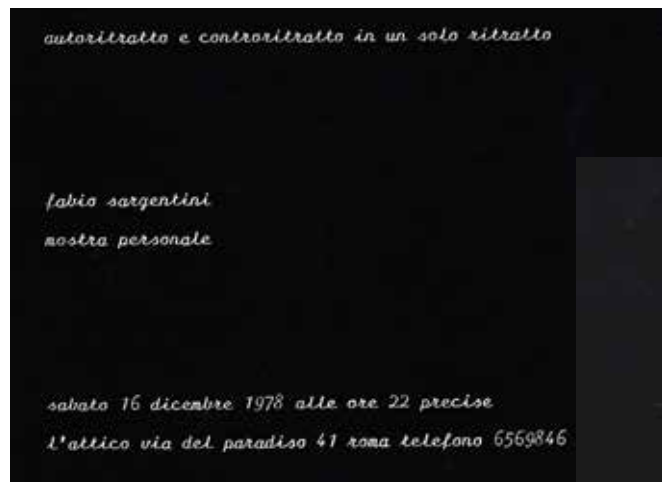 autoritratto e controritratto in un solo ritratto
fabio sargentini
mostra personale
sabato 16 dicembre 1978 alle ore 22 precise
l'attico via del paradiso 41 roma telefono 6569846